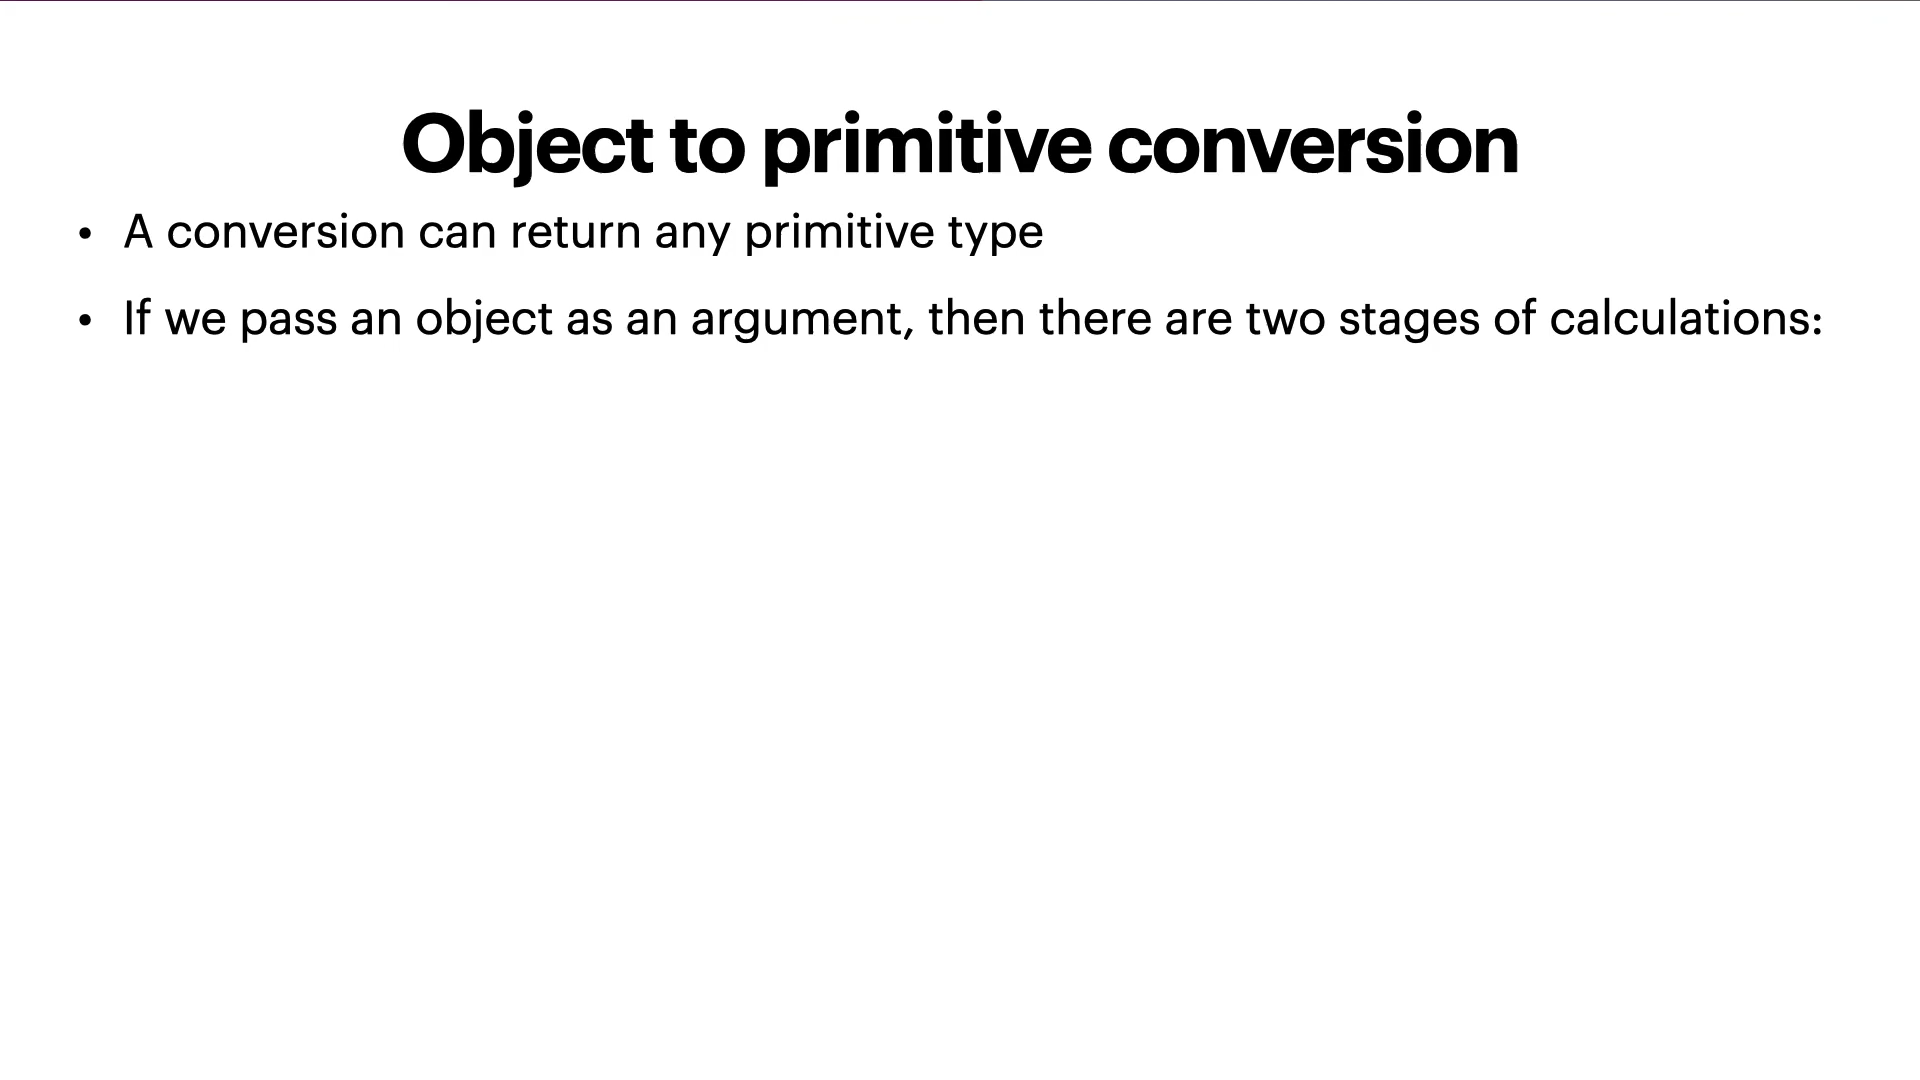 Object to primitive conversion
• A conversion can return any primitive type
• If we pass an object as an argument, then there are two stages of calculations: